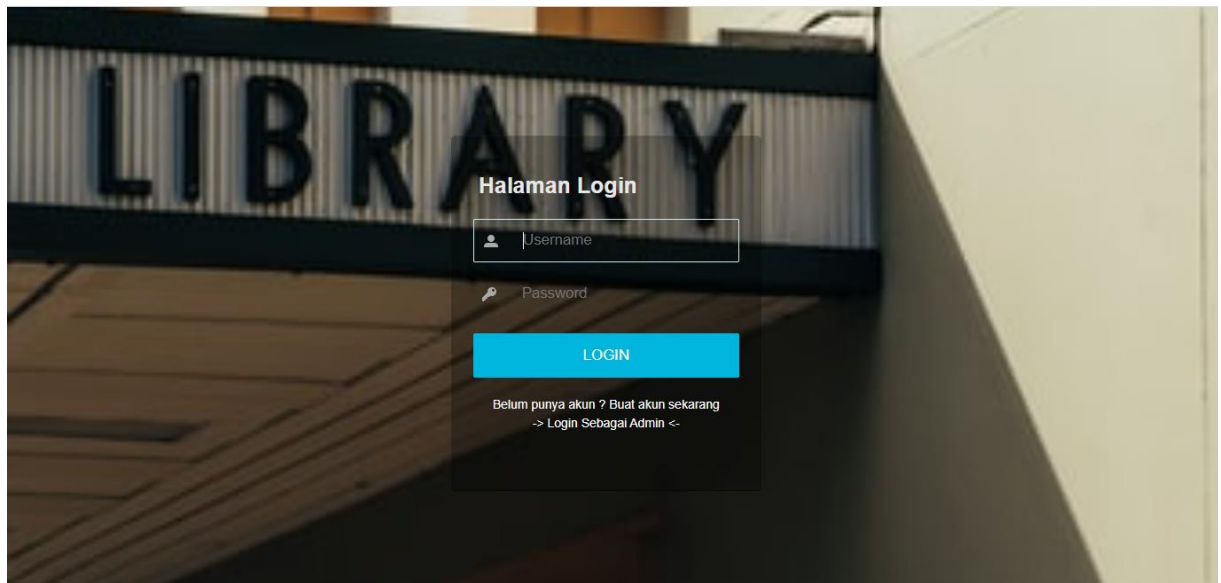 LIBRARY
Halaman Login
Username
Password
LOGIN
Belum punya akun ? Buat akun sekarang
-> Login Sebagai Admin <-